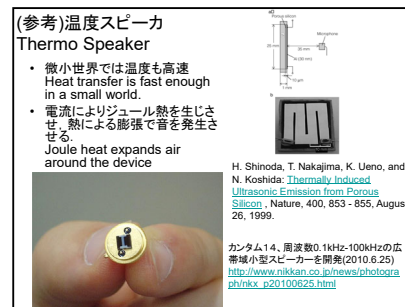 (参考)温度スピーカ
Thermo Speaker
• 微小世界では温度も高速
Heat transfer is fast enough
in a small world.
• 電流によりジュール熱を生じさ
せ、熱による膨張で音を発生さ
せる.
Joule heat expands air
around the device
Porous silicon
Microphone
1 mm
b
H. Shinoda, T. Nakajima, K. Ueno, and
N. Koshida: Thermally Induced
Ultrasonic Emission from Porous
Silicon , Nature, 400, 853 - 855, Augus
26, 1999.
カンタム14、周波数0.1kHz-100kHzの広
帯域小型スピーカーを開発(2010.6.25)
http://www.nikkan.co.jp/news/photogra
ph/nkx_p20100625.html